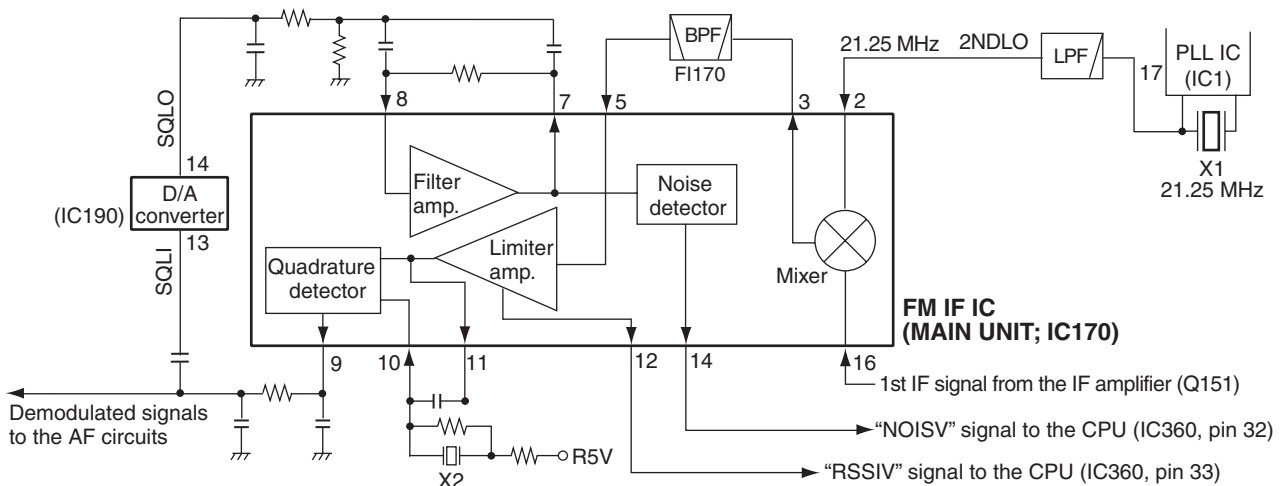 SQLO
14
D/A
converter
(IC190)
13
SQLI
8
7
5
BPF
FI170
3
21.25 MHz
2NDLO
2
LPF
17
PLL IC
(IC1)
X1
21.25 MHz
Filter
amp.
Noise
detector
Limiter
amp.
Quadrature
detector
Mixer
FM IF IC
(MAIN UNIT; IC170)
9
10
11
12
14
16
1st IF signal from the IF amplifier (Q151)
Demodulated signals
to the AF circuits
"NOISV" signal to the CPU (IC360, pin 32)
R5V
X2
"RSSIV" signal to the CPU (IC360, pin 33)